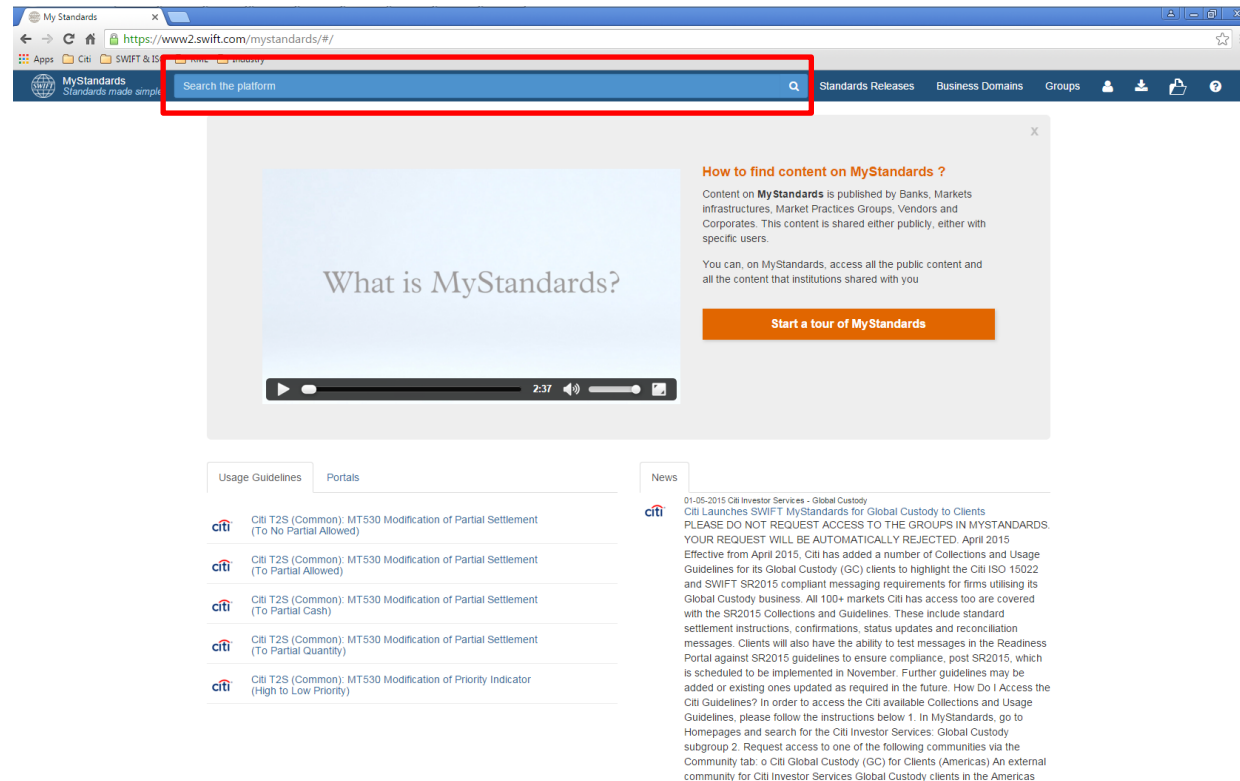 My Standards
https://www2.swift.com/mystandards/#/
Apps Citi SWIFT & IS Industry
SWIFT MyStandards
Standards made simple
Search the platform
Standards Releases Business Domains Groups
X
How to find content on MyStandards ?
Content on MyStandards is published by Banks, Markets
infrastructures, Market Practices Groups, Vendors and
Corporates. This content is shared either publicly, either with
specific users.
You can, on MyStandards, access all the public content and
all the content that institutions shared with you
Start a tour of MyStandards
What is MyStandards?
2:37
Usage Guidelines Portals
citi Citi T2S (Common): MT530 Modification of Partial Settlement
(To No Partial Allowed)
citi Citi T2S (Common): MT530 Modification of Partial Settlement
(To Partial Allowed)
citi Citi T2S (Common): MT530 Modification of Partial Settlement
(To Partial Cash)
citi Citi T2S (Common): MT530 Modification of Partial Settlement
(To Partial Quantity)
citi Citi T2S (Common): MT530 Modification of Priority Indicator
(High to Low Priority)
News
01-05-2015 Citi Investor Services - Global Custody
citi Citi Launches SWIFT MyStandards for Global Custody to Clients
PLEASE DO NOT REQUEST ACCESS TO THE GROUPS IN MYSTANDARDS.
YOUR REQUEST WILL BE AUTOMATICALLY REJECTED. April 2015
Effective from April 2015, Citi has added a number of Collections and Usage
Guidelines for its Global Custody (GC) clients to highlight the Citi ISO 15022
and SWIFT SR2015 compliant messaging requirements for firms utilising its
Global Custody business. All 100+ markets Citi has access too are covered
with the SR2015 Collections and Guidelines. These include standard
settlement instructions, confirmations, status updates and reconciliation
messages. Clients will also have the ability to test messages in the Readiness
Portal against SR2015 guidelines to ensure compliance, post SR2015, which
is scheduled to be implemented in November. Further guidelines may be
added or existing ones updated as required in the future. How Do I Access the
Citi Guidelines? In order to access the Citi available Collections and Usage
Guidelines, please follow the instructions below 1. In MyStandards, go to
Homepages and search for the Citi Investor Services: Global Custody
subgroup 2. Request access to one of the following communities via the
Community tab: o Citi Global Custody (GC) for Clients (Americas) An external
community for Citi Investor Services Global Custody clients in the Americas